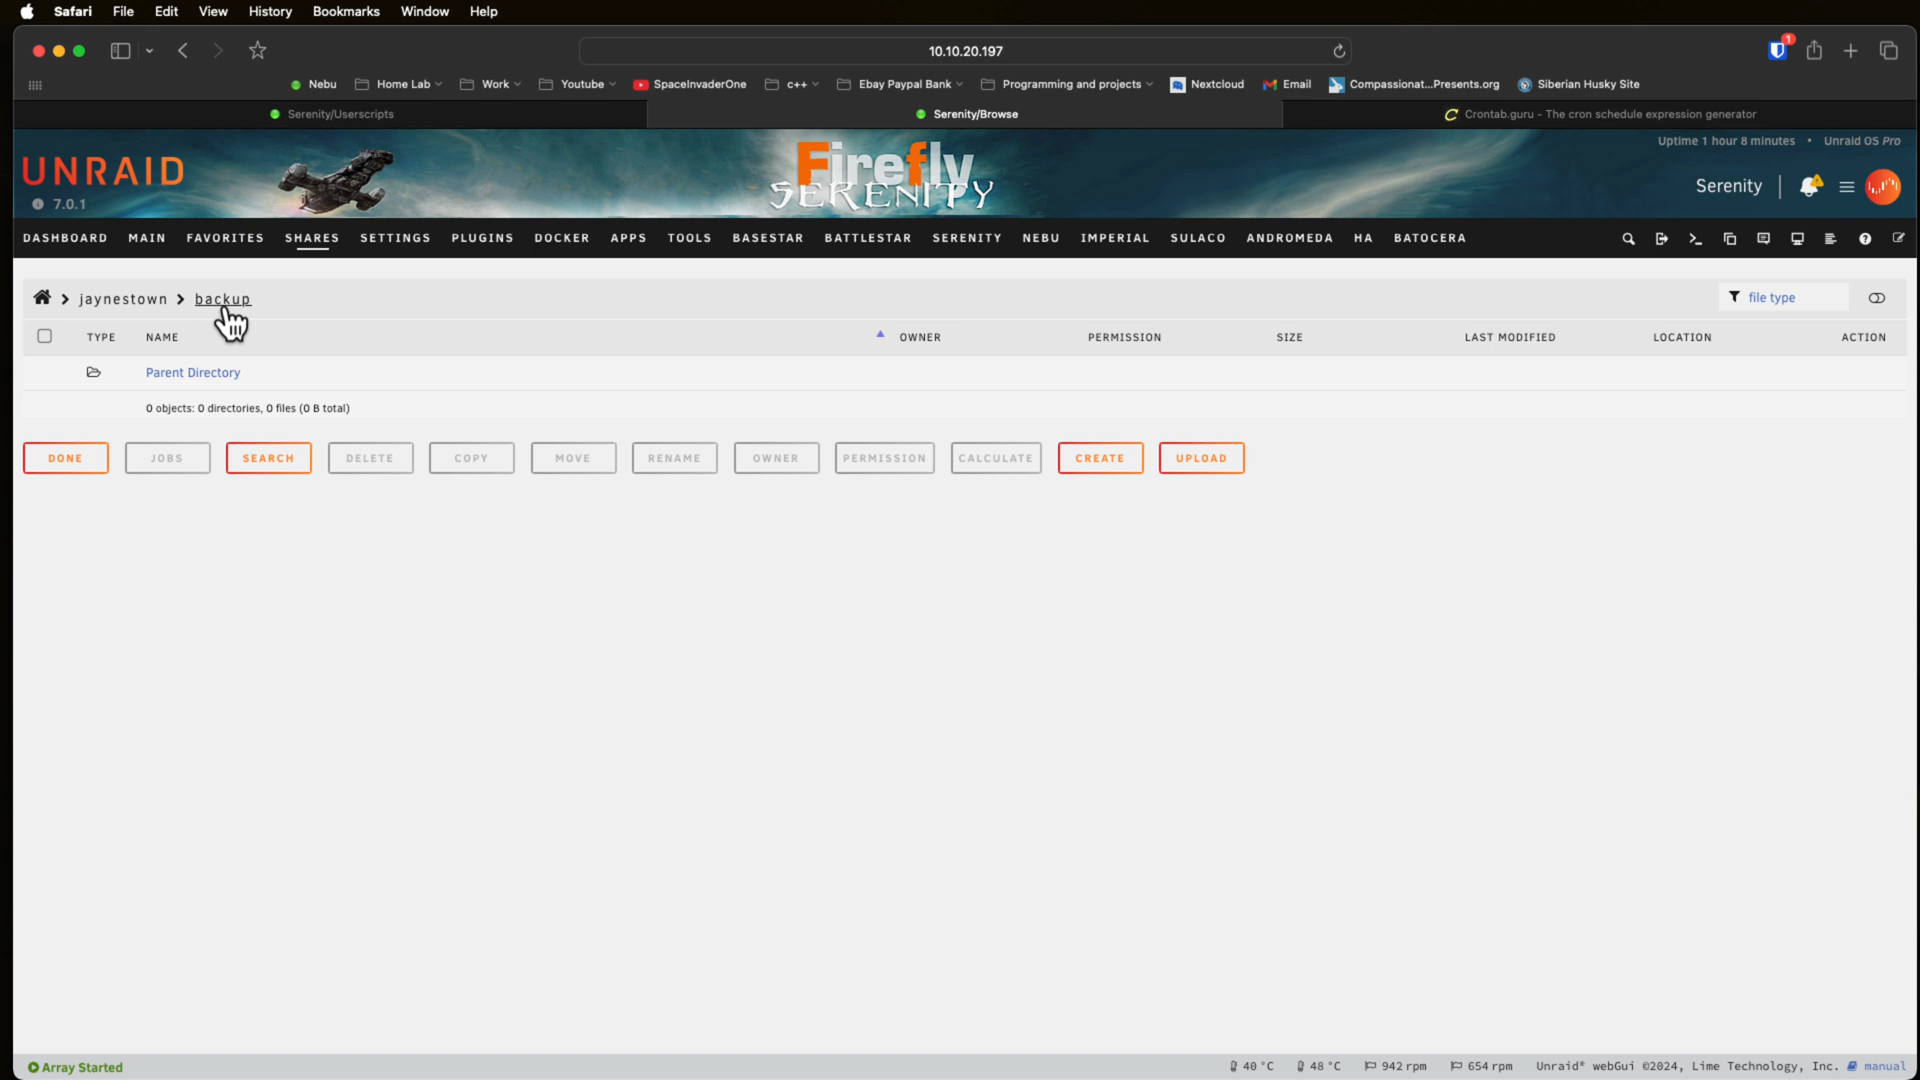 Safari File Edit View History Bookmarks Window Help
10.10.20.197
1
Nebu Home Lab Work Youtube SpaceInvaderOne c++ Ebay Paypal Bank Programming and projects Nextcloud Email Compassionat...Presents.org Siberian Husky Site
Serenity/Userscripts Serenity/Browse Crontab.guru - The cron schedule expression generator
Uptime 1 hour 8 minutes • Unraid OS Pro
UNRAID
7.0.1
Firefly
SERENITY
Serenity
DASHBOARD MAIN FAVORITES SHARES SETTINGS PLUGINS DOCKER APPS TOOLS BASESTAR BATTLESTAR SERENITY NEBU IMPERIAL SULACO ANDROMEDA HA BATOCERA
jaynestown > backup
file type
TYPE NAME OWNER PERMISSION SIZE LAST MODIFIED LOCATION ACTION
Parent Directory
0 objects: 0 directories, 0 files (0 B total)
DONE JOBS SEARCH DELETE COPY MOVE RENAME OWNER PERMISSION CALCULATE CREATE UPLOAD
Array Started
40 °C 48 °C 942 rpm 654 rpm Unraid® webGui ©2024, Lime Technology, Inc. manual